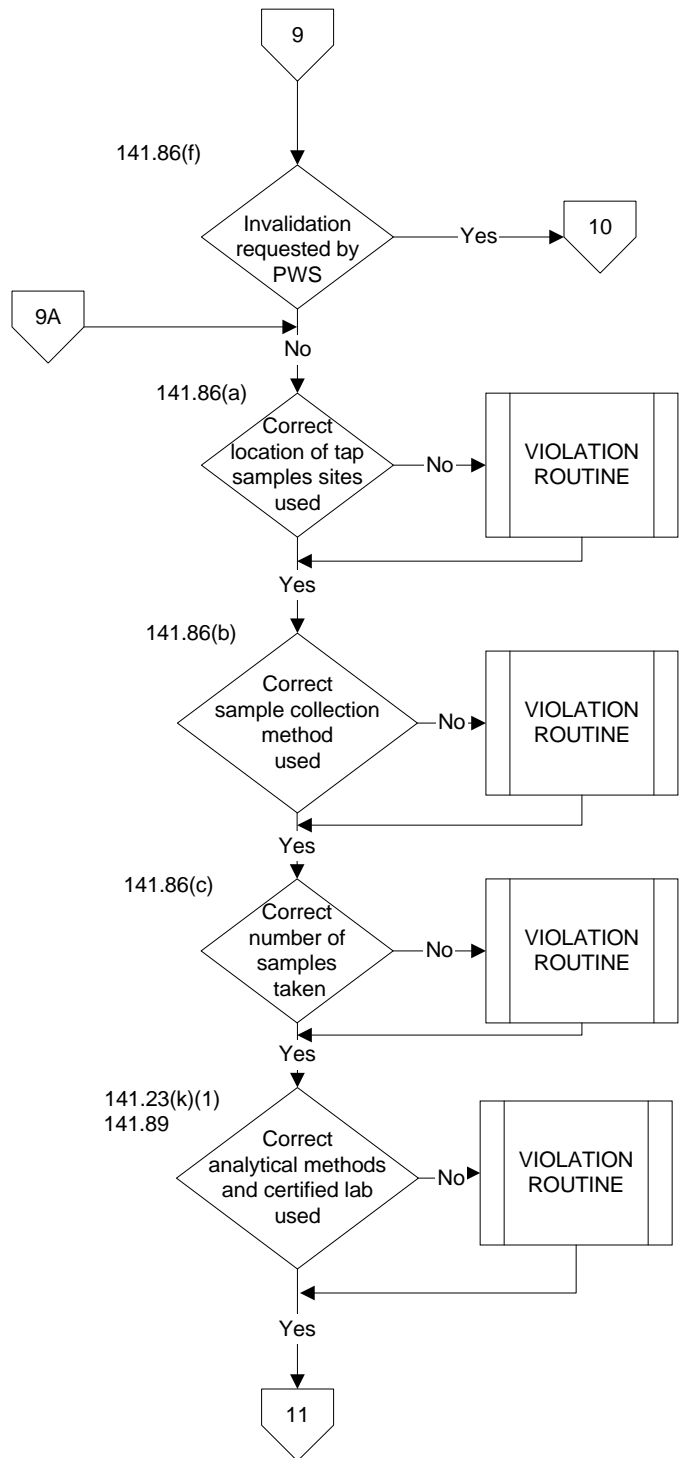 9
141.86(f)
Invalidation
requested by
PWS
Yes
10
9A
No
141.86(a)
Correct
location of tap
samples sites
used
No
VIOLATION
ROUTINE
Yes
141.86(b)
Correct
sample collection
method
used
No
VIOLATION
ROUTINE
Yes
141.86(c)
Correct
number of
samples
taken
No
VIOLATION
ROUTINE
Yes
141.23(k)(1)
141.89
Correct
analytical methods
and certified lab
used
No
VIOLATION
ROUTINE
Yes
11